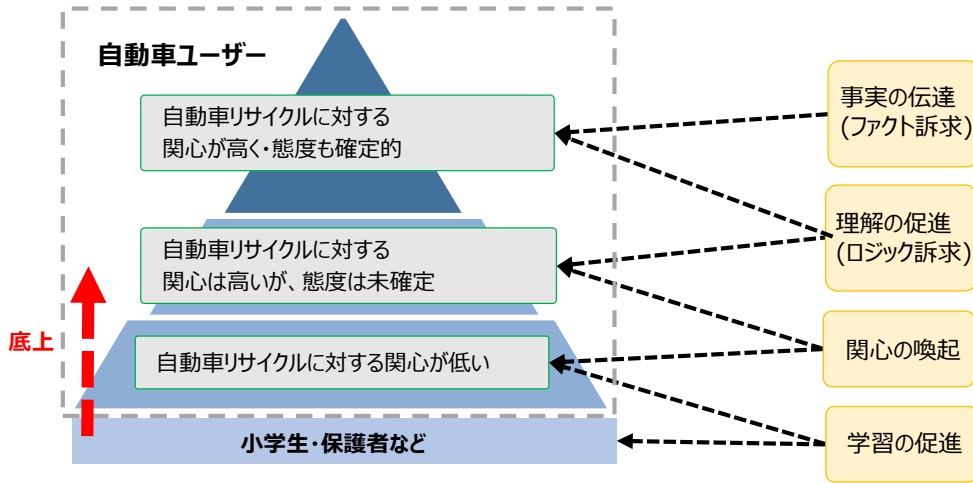 自動車ユーザー
自動車リサイクルに対する
関心が高く・態度も確定的
自動車リサイクルに対する
関心は高いが、態度は未確定
自動車リサイクルに対する関心が低い
小学生・保護者など
底上
事実の伝達
(ファクト訴求)
理解の促進
(ロジック訴求)
関心の喚起
学習の促進